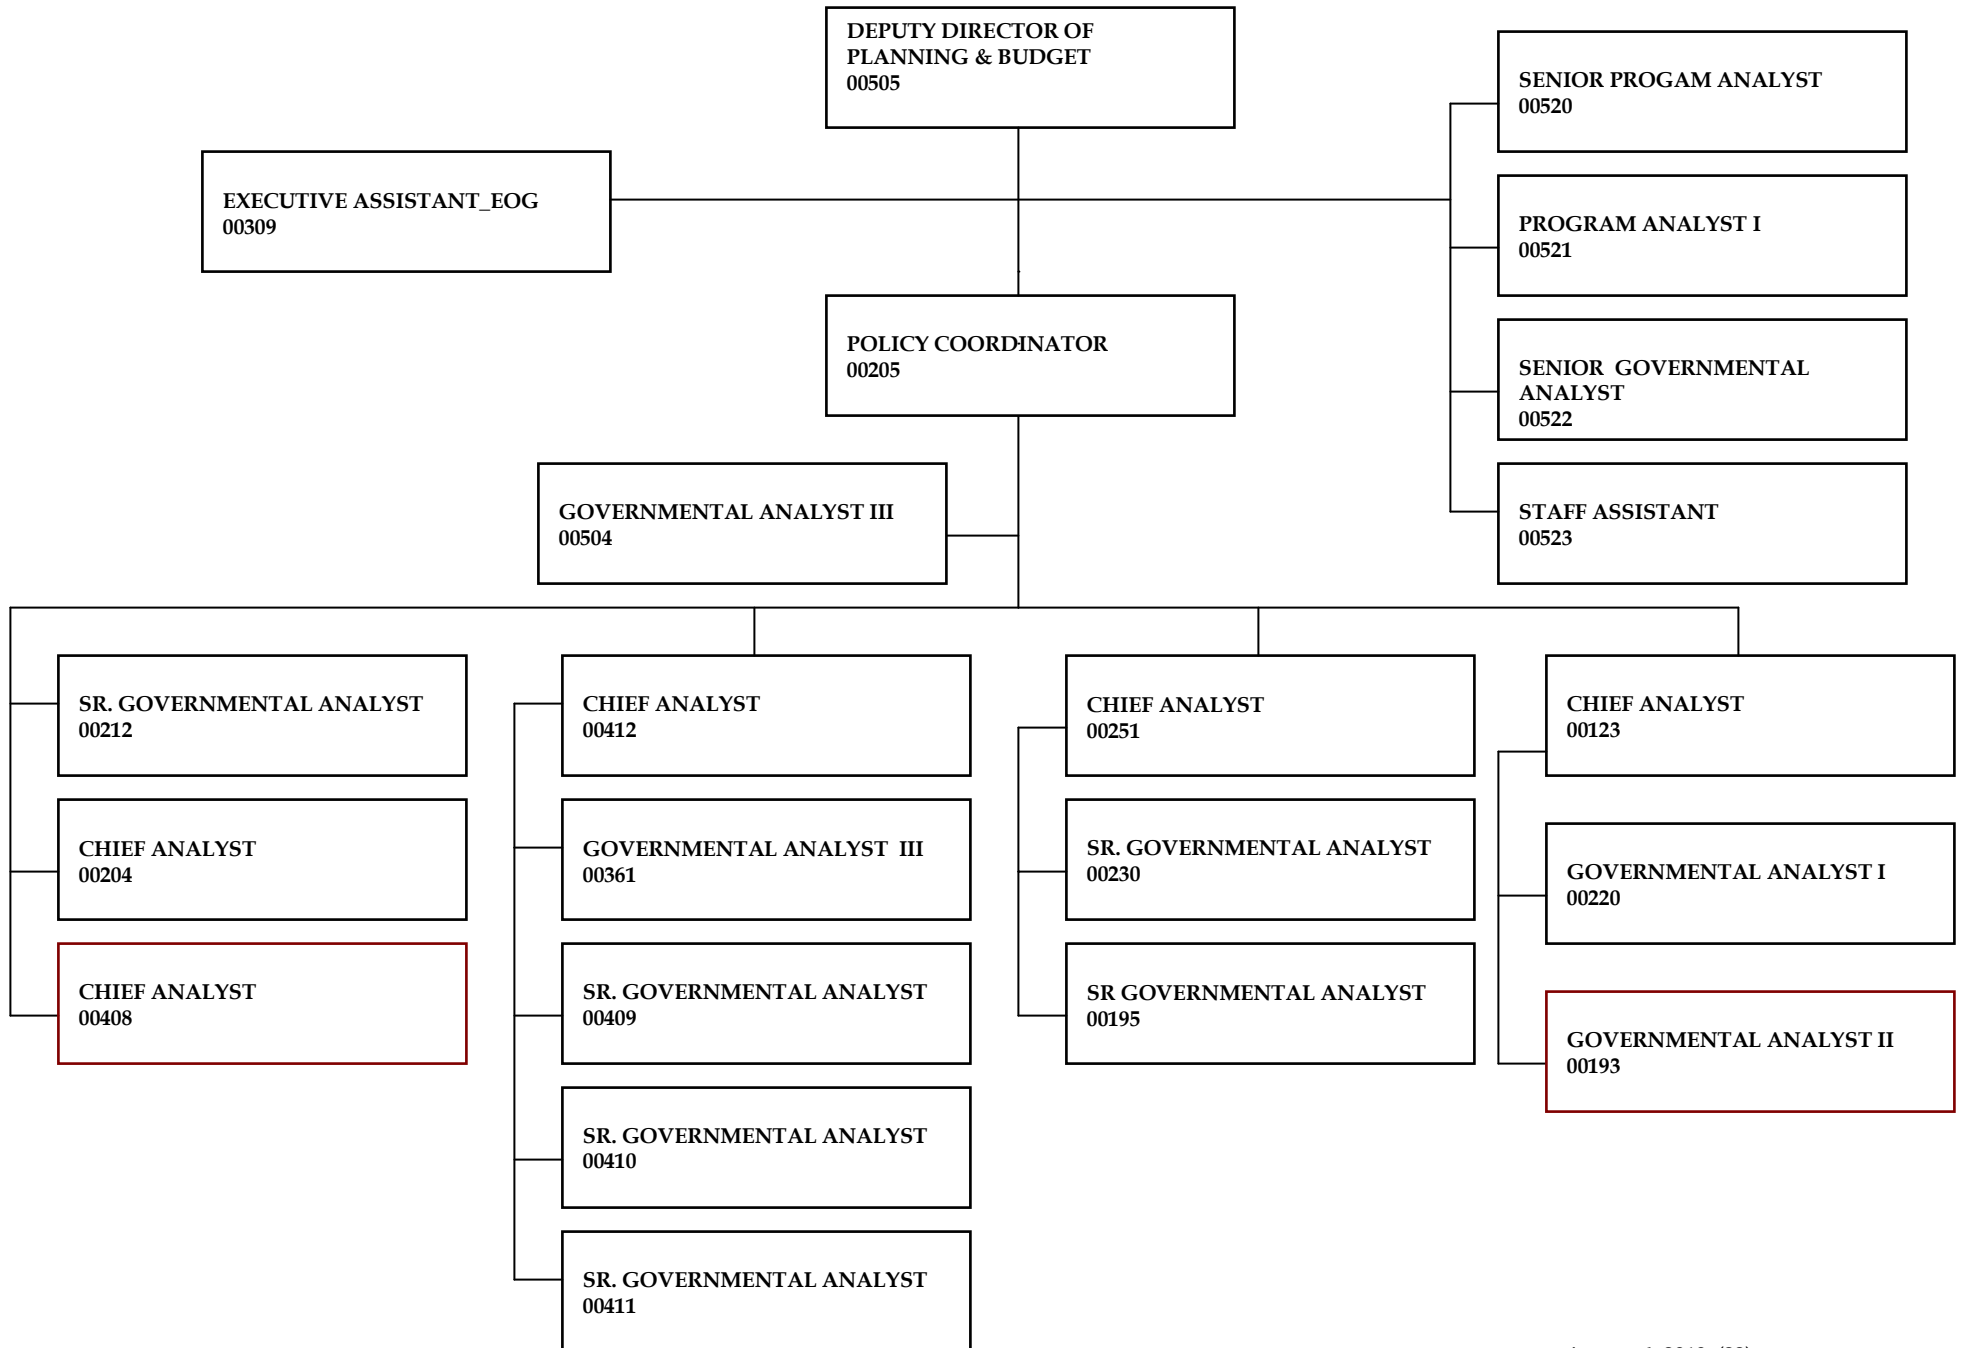 DEPUTY DIRECTOR OF
PLANNING & BUDGET
00505
SENIOR PROGAM ANALYST
00520
EXECUTIVE ASSISTANT_EOG
00309
PROGRAM ANALYST I
00521
POLICY COORDINATOR
00205
SENIOR  GOVERNMENTAL
ANALYST
00522
GOVERNMENTAL ANALYST III
00504
STAFF ASSISTANT
00523
SR. GOVERNMENTAL ANALYST
00212
CHIEF ANALYST
00204
CHIEF ANALYST
00408
CHIEF ANALYST
00412
GOVERNMENTAL ANALYST  III
00361
SR. GOVERNMENTAL ANALYST
00409
SR. GOVERNMENTAL ANALYST
00410
SR. GOVERNMENTAL ANALYST
00411
CHIEF ANALYST
00251
SR. GOVERNMENTAL ANALYST
00230
SR GOVERNMENTAL ANALYST
00195
CHIEF ANALYST
00123
GOVERNMENTAL ANALYST I
00220
GOVERNMENTAL ANALYST II
00193